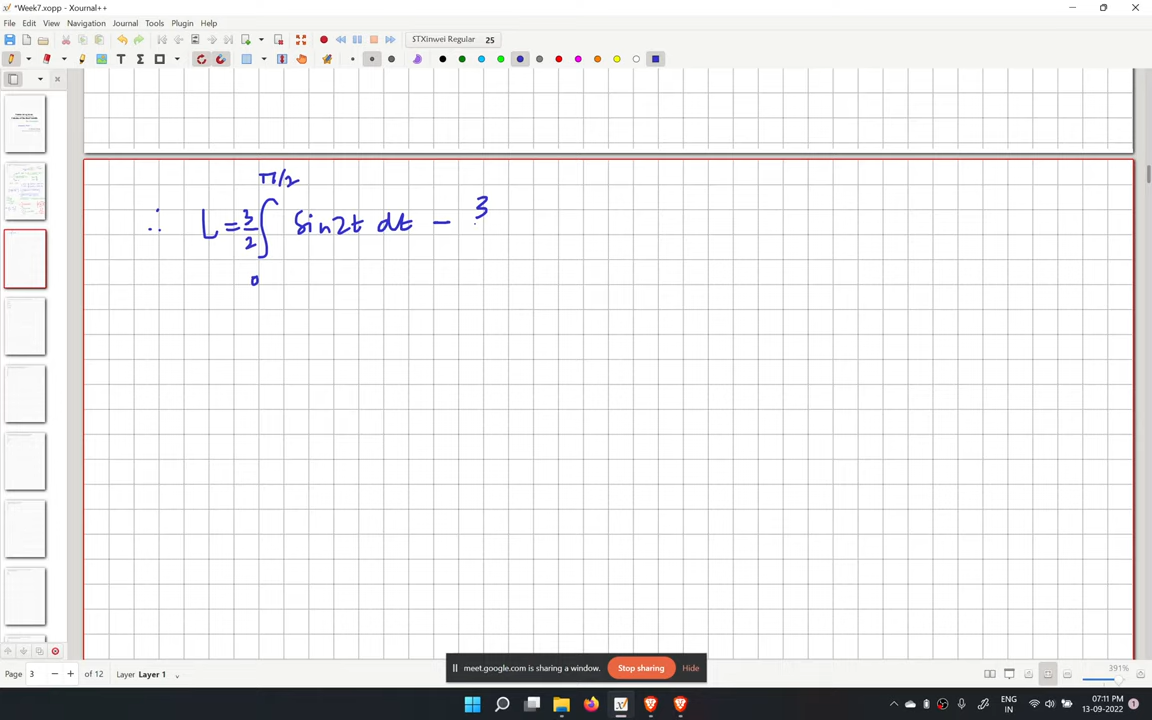 *Week7.xopp - Xournal++
File Edit View Navigation Journal Tools Plugin Help
STXinwei Regular 25
π/2
∴ L = 3/2 ∫ sin2t dt − 3
0
meet.google.com is sharing a window. Stop sharing Hide
Page 3 of 12 Layer Layer 1
391%
ENG
IN
07:11 PM
13-09-2022
1